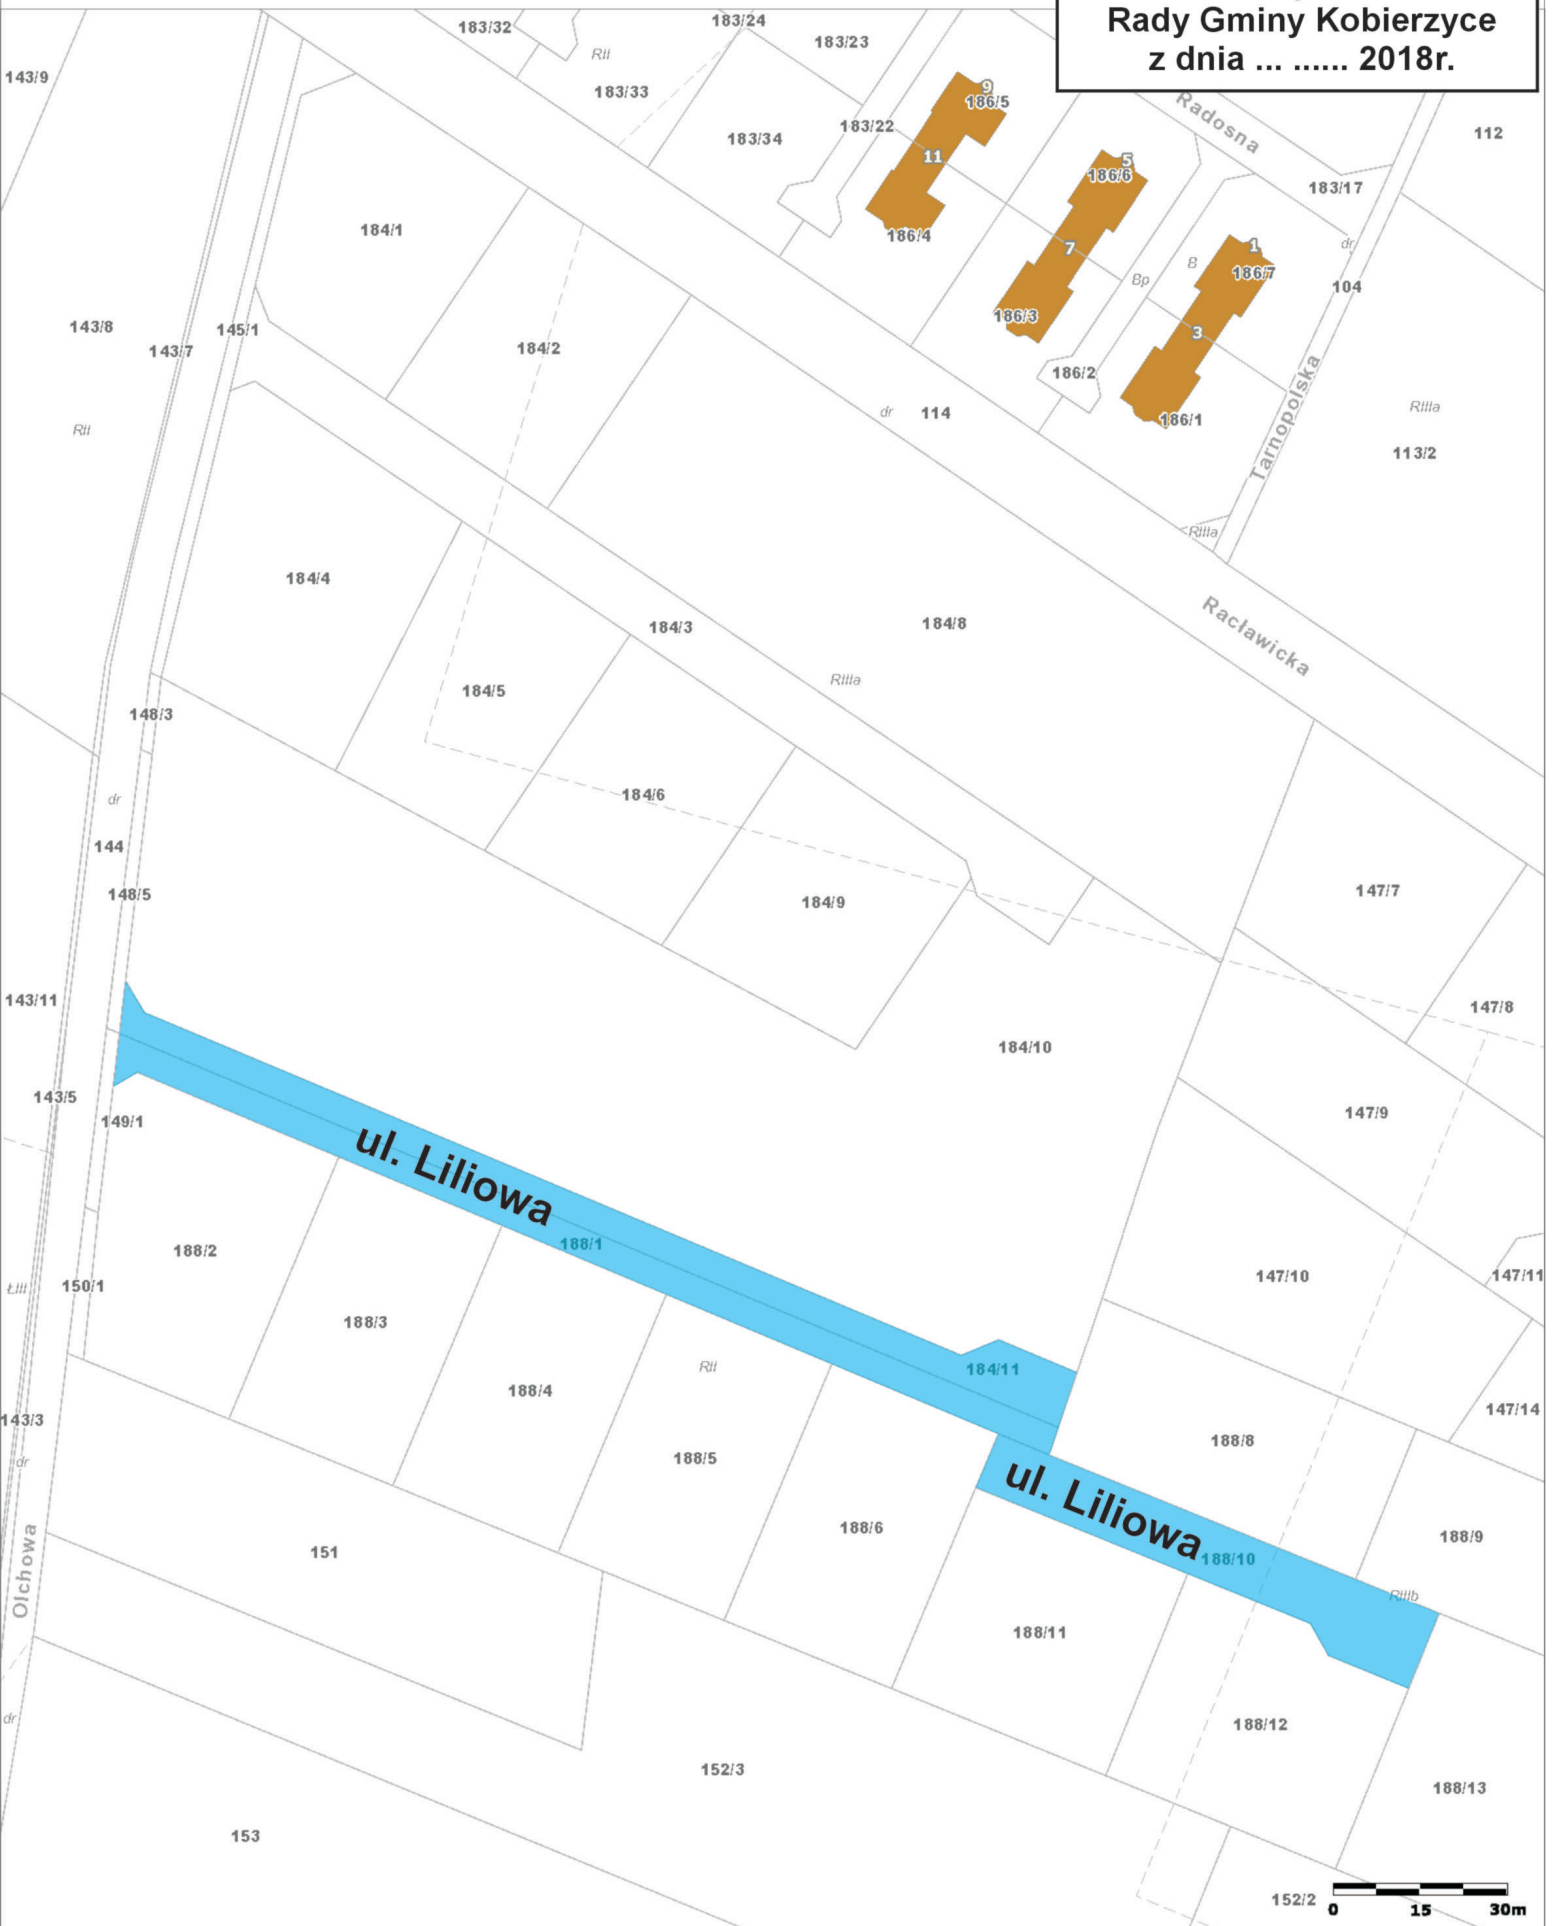 Rady Gminy Kobierzyce
z dnia ... ...... 2018r.
183/32
183/24
183/23
RII
143/9
183/33
9
186/5
Radosna
112
183/22
183/34
11
5
186/6
183/17
184/1
186/4
7
dr
1
B
186/7
Bp
104
143/8
145/1
143/7
184/2
186/3
3
186/2
Tarnopolska
RII
dr
114
186/1
RIIIa
113/2
RIIIa
184/4
184/3
184/8
Racławicka
RIIIa
184/5
148/3
184/6
dr
144
148/5
184/9
147/7
143/11
147/8
184/10
143/5
149/1
147/9
ul. Liliowa
188/1
188/2
150/1
ŁIII
147/10
147/11
188/3
RII
184/11
188/4
147/14
143/3
188/8
dr
188/5
ul. Liliowa
188/10
188/6
188/9
151
Olchowa
RIIIb
188/11
dr
188/12
152/3
188/13
153
152/2
0 15 30m